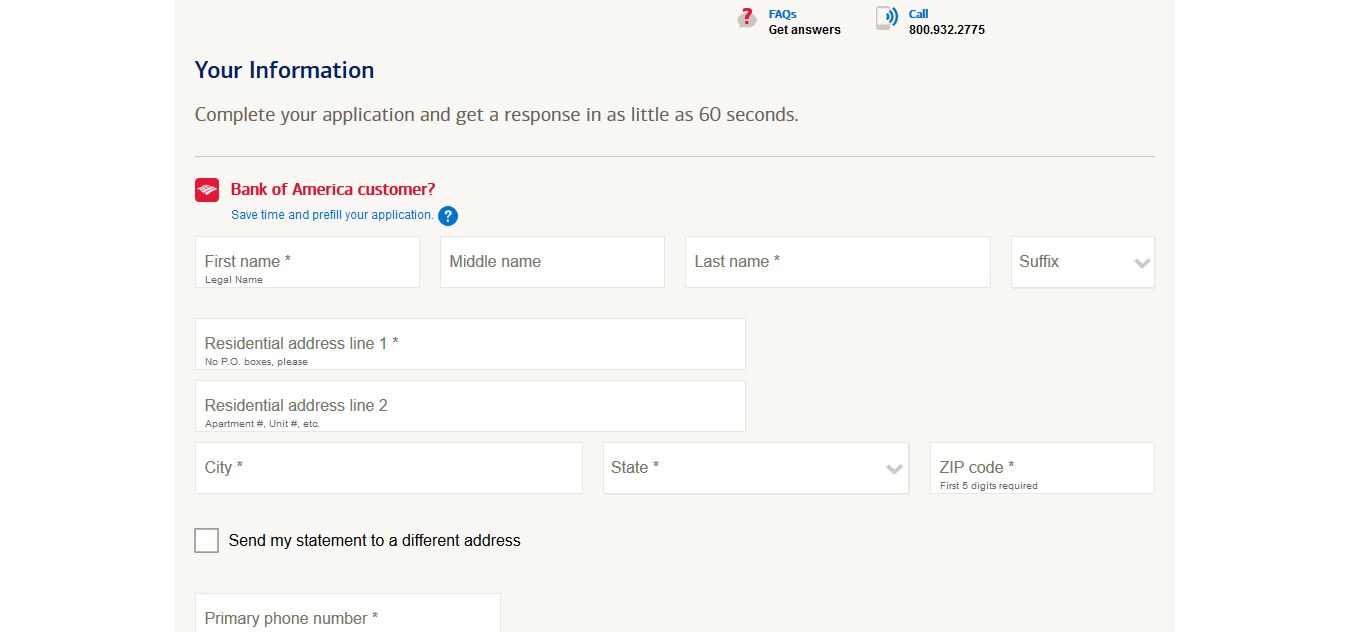 FAQs
Get answers
Call
800.932.2775
Your Information
Complete your application and get a response in as little as 60 seconds.
Bank of America customer?
Save time and prefill your application. ?
First name *
Legal Name
Middle name
Last name *
Suffix
Residential address line 1 *
No P.O. boxes, please
Residential address line 2
Apartment #, Unit #, etc.
City *
State *
ZIP code *
First 5 digits required
Send my statement to a different address
Primary phone number *